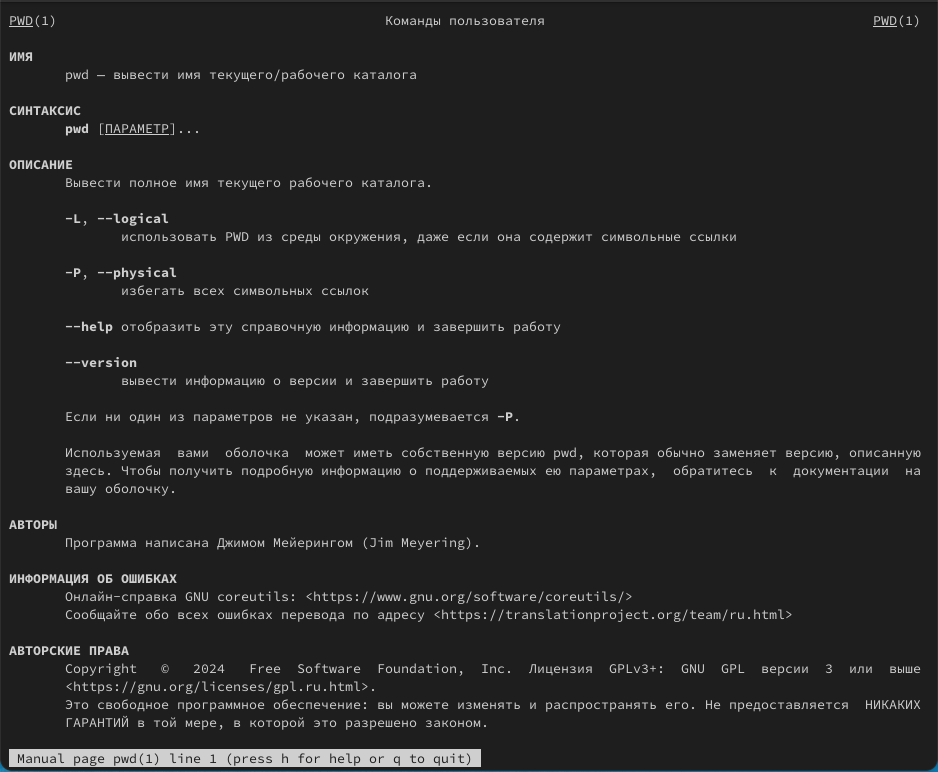 PWD(1) Команды пользователя PWD(1)
ИМЯ
pwd — вывести имя текущего/рабочего каталога
СИНТАКСИС
pwd [ПАРАМЕТР]...
ОПИСАНИЕ
Вывести полное имя текущего рабочего каталога.
-L, --logical
использовать PWD из среды окружения, даже если она содержит символьные ссылки
-P, --physical
избегать всех символьных ссылок
--help отобразить эту справочную информацию и завершить работу
--version
вывести информацию о версии и завершить работу
Если ни один из параметров не указан, подразумевается -P.
Используемая вами оболочка может иметь собственную версию pwd, которая обычно заменяет версию, описанную
здесь. Чтобы получить подробную информацию о поддерживаемых ею параметрах, обратитесь к документации на
вашу оболочку.
АВТОРЫ
Программа написана Джимом Мейерингом (Jim Meyering).
ИНФОРМАЦИЯ ОБ ОШИБКАХ
Онлайн-справка GNU coreutils: <https://www.gnu.org/software/coreutils/>
Сообщайте обо всех ошибках перевода по адресу <https://translationproject.org/team/ru.html>
АВТОРСКИЕ ПРАВА
Copyright © 2024 Free Software Foundation, Inc. Лицензия GPLv3+: GNU GPL версии 3 или выше
<https://gnu.org/licenses/gpl.ru.html>.
Это свободное программное обеспечение: вы можете изменять и распространять его. Не предоставляется НИКАКИХ
ГАРАНТИЙ в той мере, в которой это разрешено законом.
Manual page pwd(1) line 1 (press h for help or q to quit)